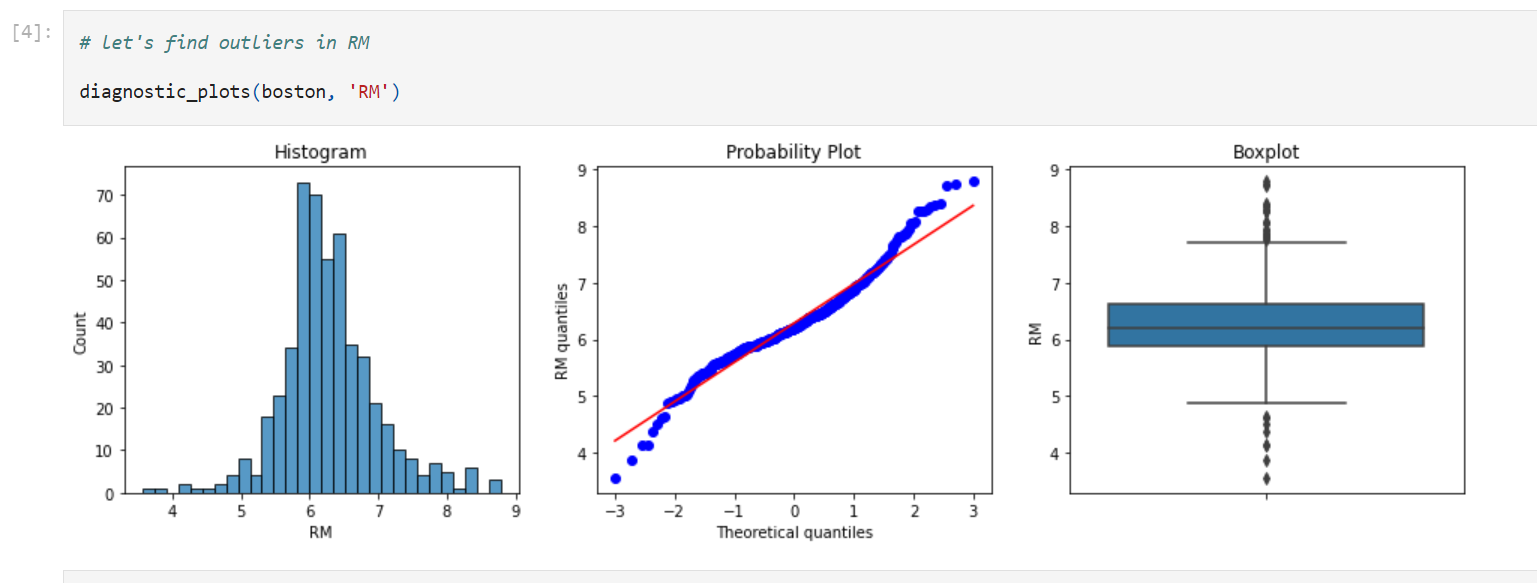 [4]:
# let's find outliers in RM
diagnostic_plots(boston, 'RM')
Histogram
Count
70
60
50
40
30
20
10
0
4 5 6 7 8 9
RM
Probability Plot
RM quantiles
9
8
7
6
5
4
−3 −2 −1 0 1 2 3
Theoretical quantiles
Boxplot
RM
9
8
7
6
5
4